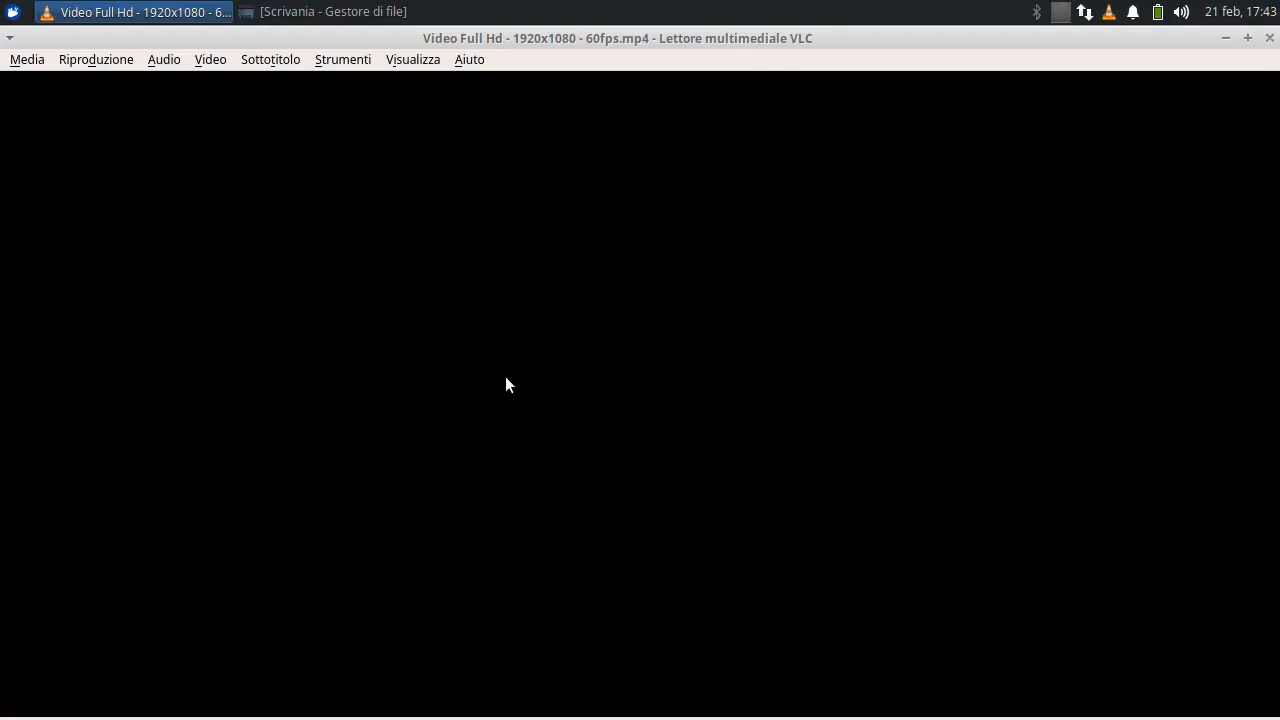 Video Full Hd - 1920x1080 - 6... [Scrivania - Gestore di file] 21 feb, 17:43
Video Full Hd - 1920x1080 - 60fps.mp4 - Lettore multimediale VLC
Media Riproduzione Audio Video Sottotitolo Strumenti Visualizza Aiuto